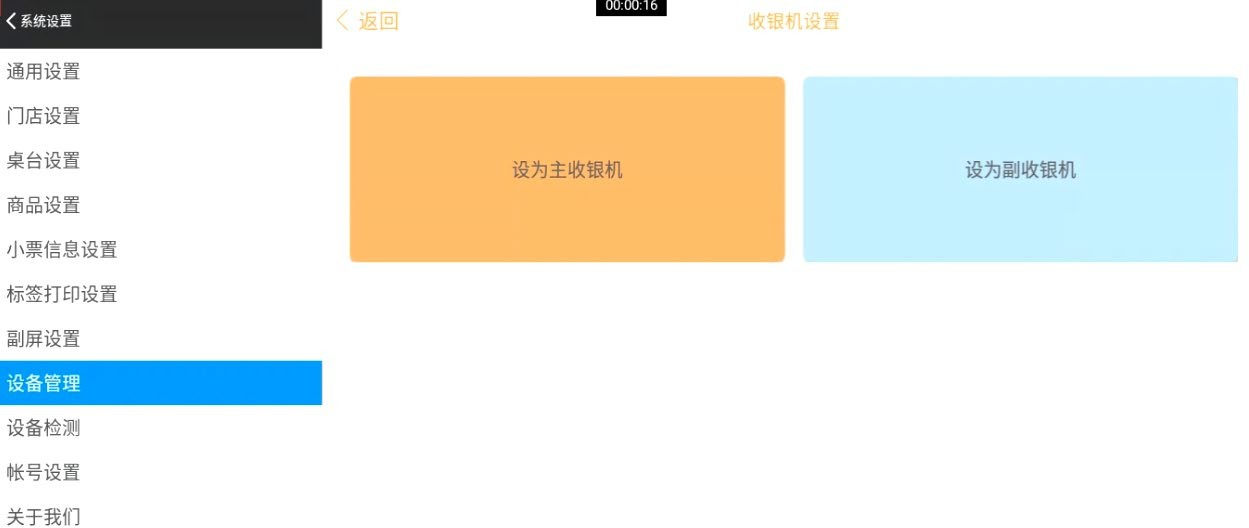 系统设置
00:00:16
返回
收银机设置
通用设置
门店设置
桌台设置
商品设置
小票信息设置
标签打印设置
副屏设置
设备管理
设备检测
帐号设置
关于我们
设为主收银机
设为副收银机